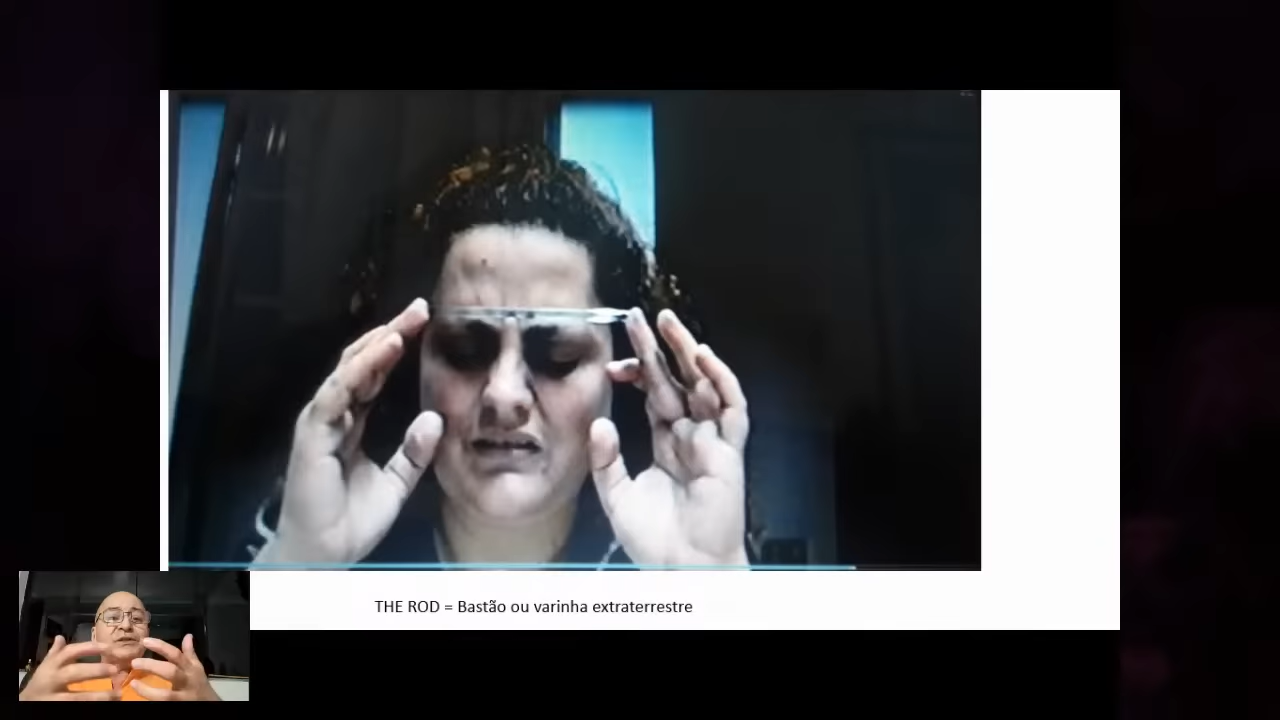 THE ROD = Bastão ou varinha extraterrestre